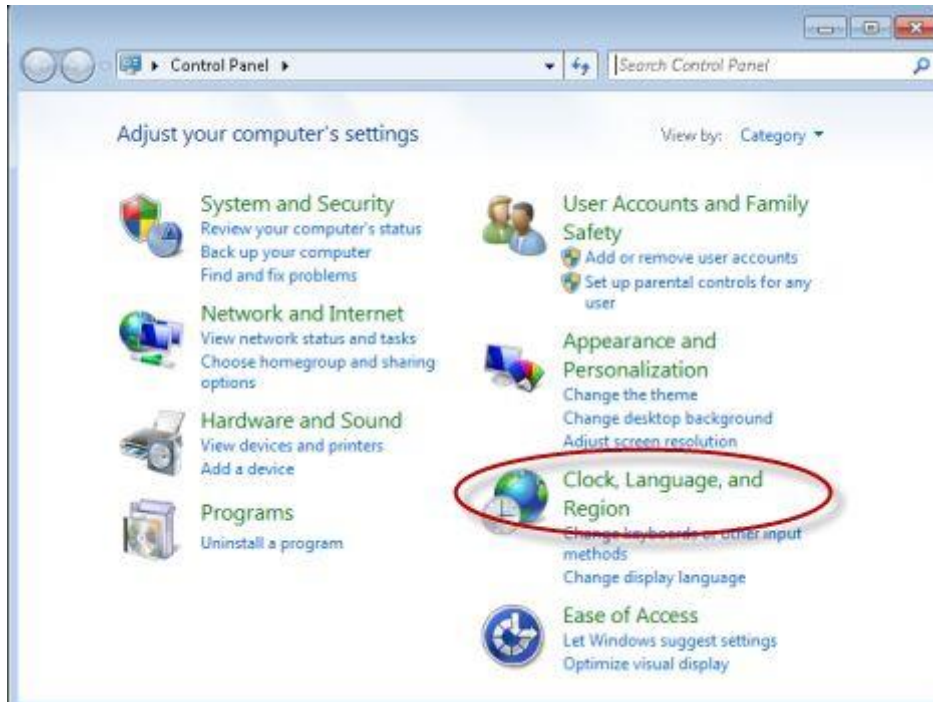 Control Panel
Search Control Panel
Adjust your computer's settings
View by: Category
System and Security
Review your computer's status
Back up your computer
Find and fix problems
Network and Internet
View network status and tasks
Choose homegroup and sharing
options
Hardware and Sound
View devices and printers
Add a device
Programs
Uninstall a program
User Accounts and Family
Safety
Add or remove user accounts
Set up parental controls for any
user
Appearance and
Personalization
Change the theme
Change desktop background
Adjust screen resolution
Clock, Language, and
Region
Change keyboards or other input
methods
Change display language
Ease of Access
Let Windows suggest settings
Optimize visual display